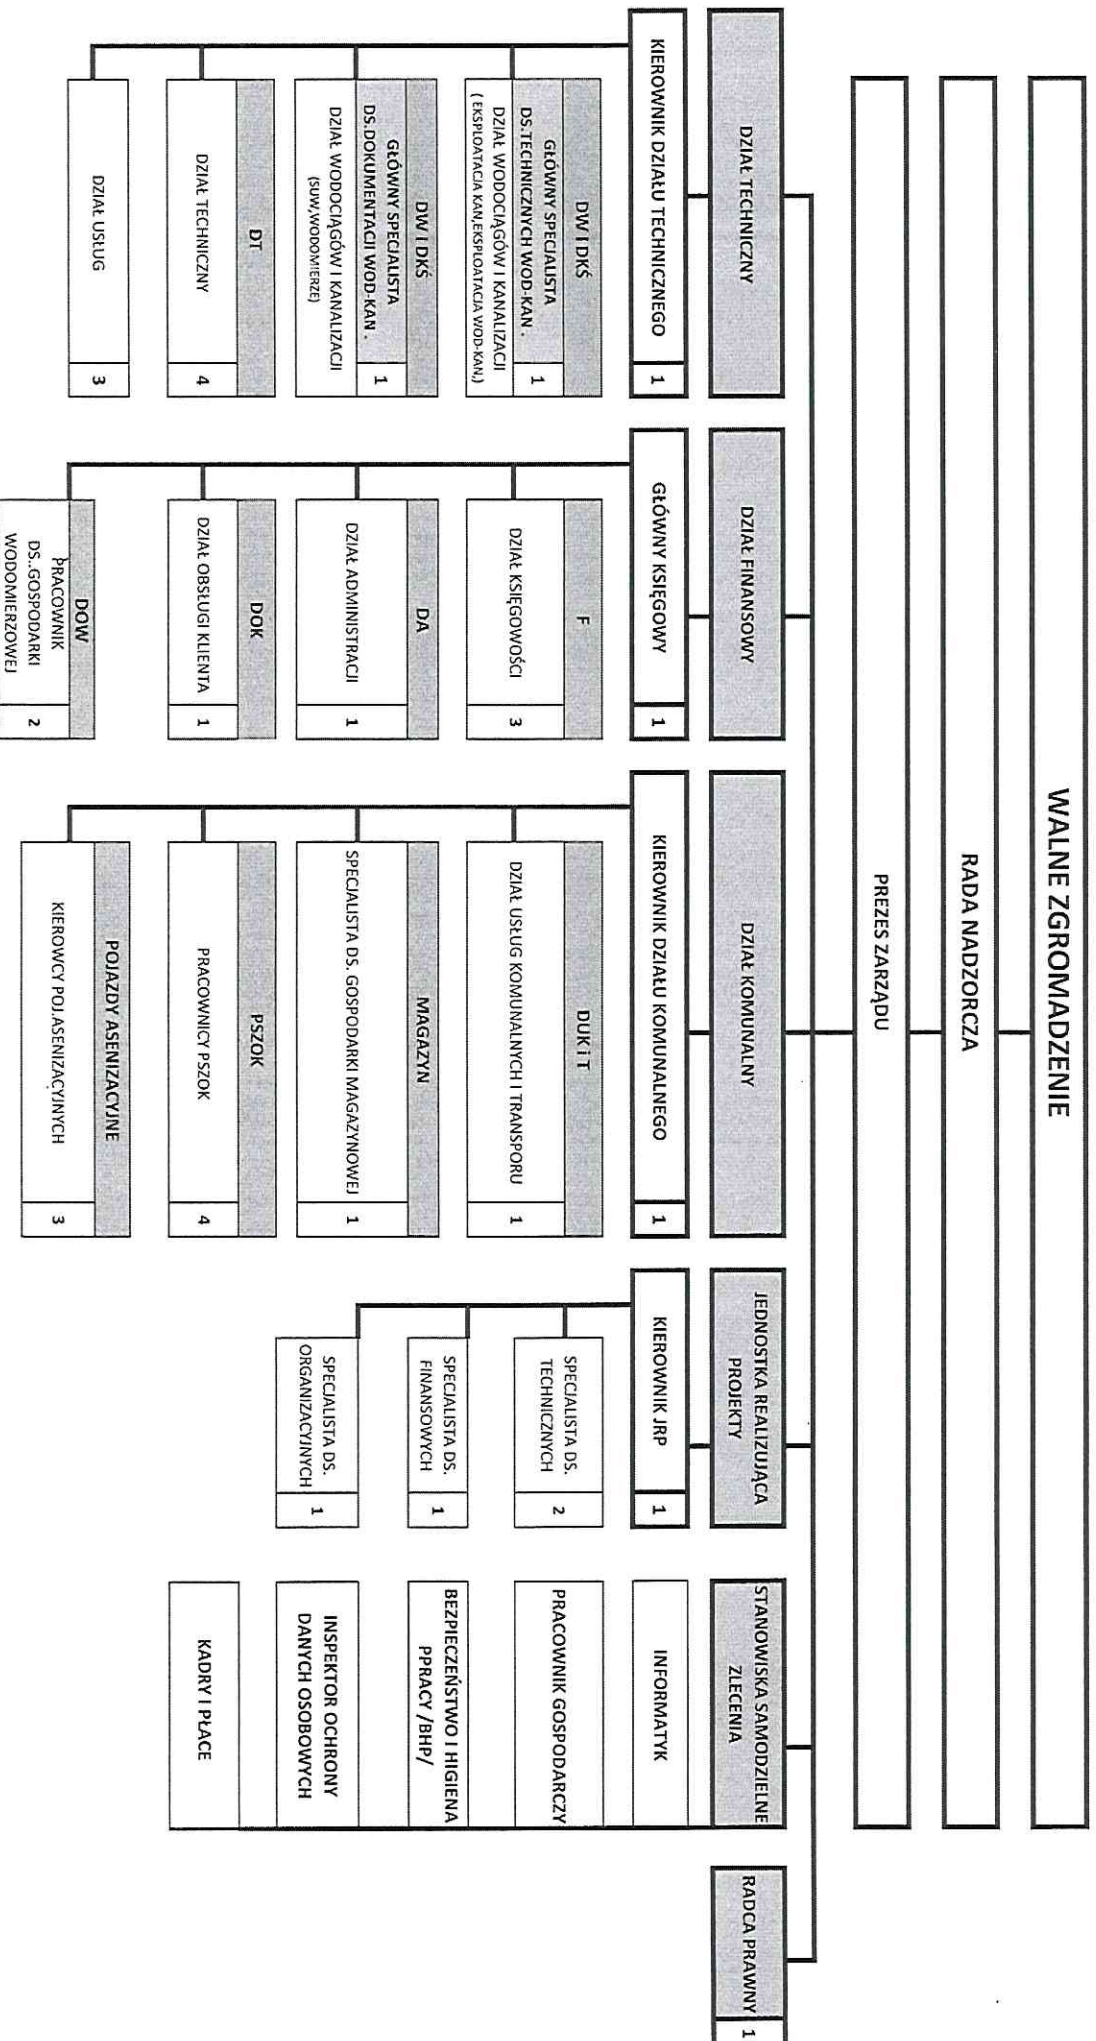 WALNE ZGROMADZENIE
RADA NADZORCZA
PREZES ZARZĄDU
DZIAŁ TECHNICZNY
KIEROWNIK DZIAŁU TECHNICZNEGO
1
DW I DKŚ
GŁÓWNY SPECJALISTA
DS.TECHNICZNYCH WOD-KAN .
DZIAŁ WODOCIĄGÓW I KANALIZACJI
( EKSPLOATACJA KAN,EKSPLOATACJA WOD-KAN,)
1
DW I DKŚ
GŁÓWNY SPECJALISTA
DS.DOKUMENTACJI WOD-KAN .
DZIAŁ WODOCIĄGÓW I KANALIZACJI
(SUW,WODOMIERZE)
1
DT
DZIAŁ TECHNICZNY
4
DZIAŁ USŁUG
3
DZIAŁ FINANSOWY
GŁÓWNY KSIĘGOWY
1
F
DZIAŁ KSIĘGOWOŚCI
3
DA
DZIAŁ ADMINISTRACJI
1
DOK
DZIAŁ OBSŁUGI KLIENTA
1
DOW
PRACOWNIK
DS..GOSPODARKI
WODOMIERZOWEJ
2
DZIAŁ KOMUNALNY
KIEROWNIK DZIAŁU KOMUNALNEGO
1
DUK i T
DZIAŁ USŁUG KOMUNALNYCH I TRANSPORU
1
MAGAZYN
SPECJALISTA DS. GOSPODARKI MAGAZYNOWEJ
1
PSZOK
PRACOWNICY PSZOK
4
POJAZDY ASENIZACYJNE
KIEROWCY POJ.ASENIZACYJNYCH
3
JEDNOSTKA REALIZUJĄCA
PROJEKTY
KIEROWNIK JRP
1
SPECJALISTA DS.
TECHNICZNYCH
2
SPECJALISTA DS.
FINANSOWYCH
1
SPECJALISTA DS.
ORGANIZACYJNYCH
1
STANOWISKA SAMODZIELNE
ZLECENIA
INFORMATYK
PRACOWNIK GOSPODARCZY
BEZPIECZEŃSTWO I HIGIENA
PPRACY /BHP/
INSPEKTOR OCHRONY
DANYCH OSOBOWYCH
KADRY I PŁACE
RADCA PRAWNY
1